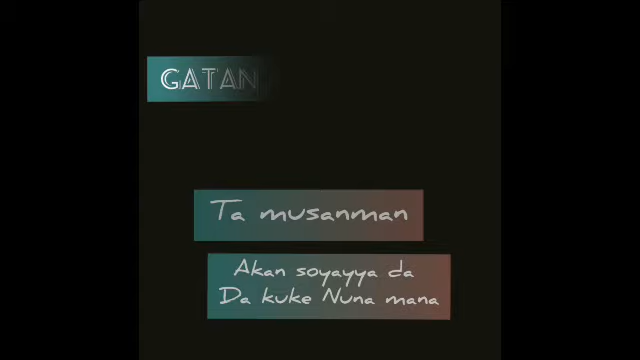 GATAN
Ta musanman
Akan soyayya da
Da kuke Nuna mana